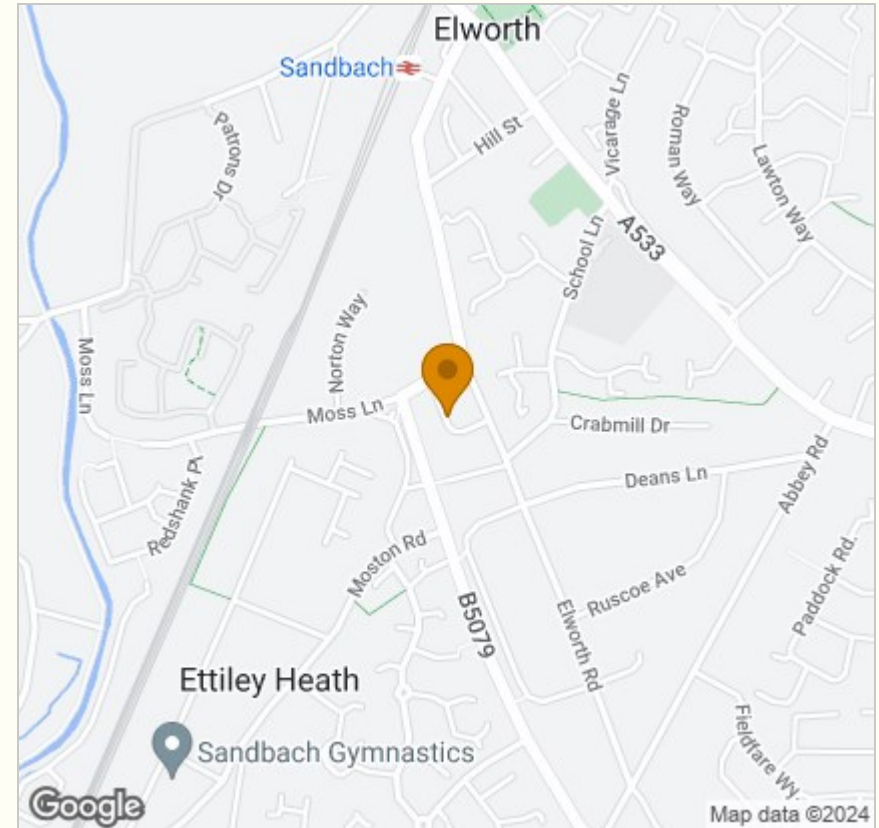 Elworth
Sandbach
Hill St
Vicarage Ln
Roman Way
Lawton Way
Patrons Dr
School Ln
A533
Norton Way
Moss Ln
Moss Ln
Crabmill Dr
Deans Ln
Abbey Rd
Redshank Pl
Moston Rd
Ruscoe Ave
Paddock Rd.
B5079
Elworth Rd
Ettiley Heath
Fieldfare Wy.
Sandbach Gymnastics
Google
Map data ©2024